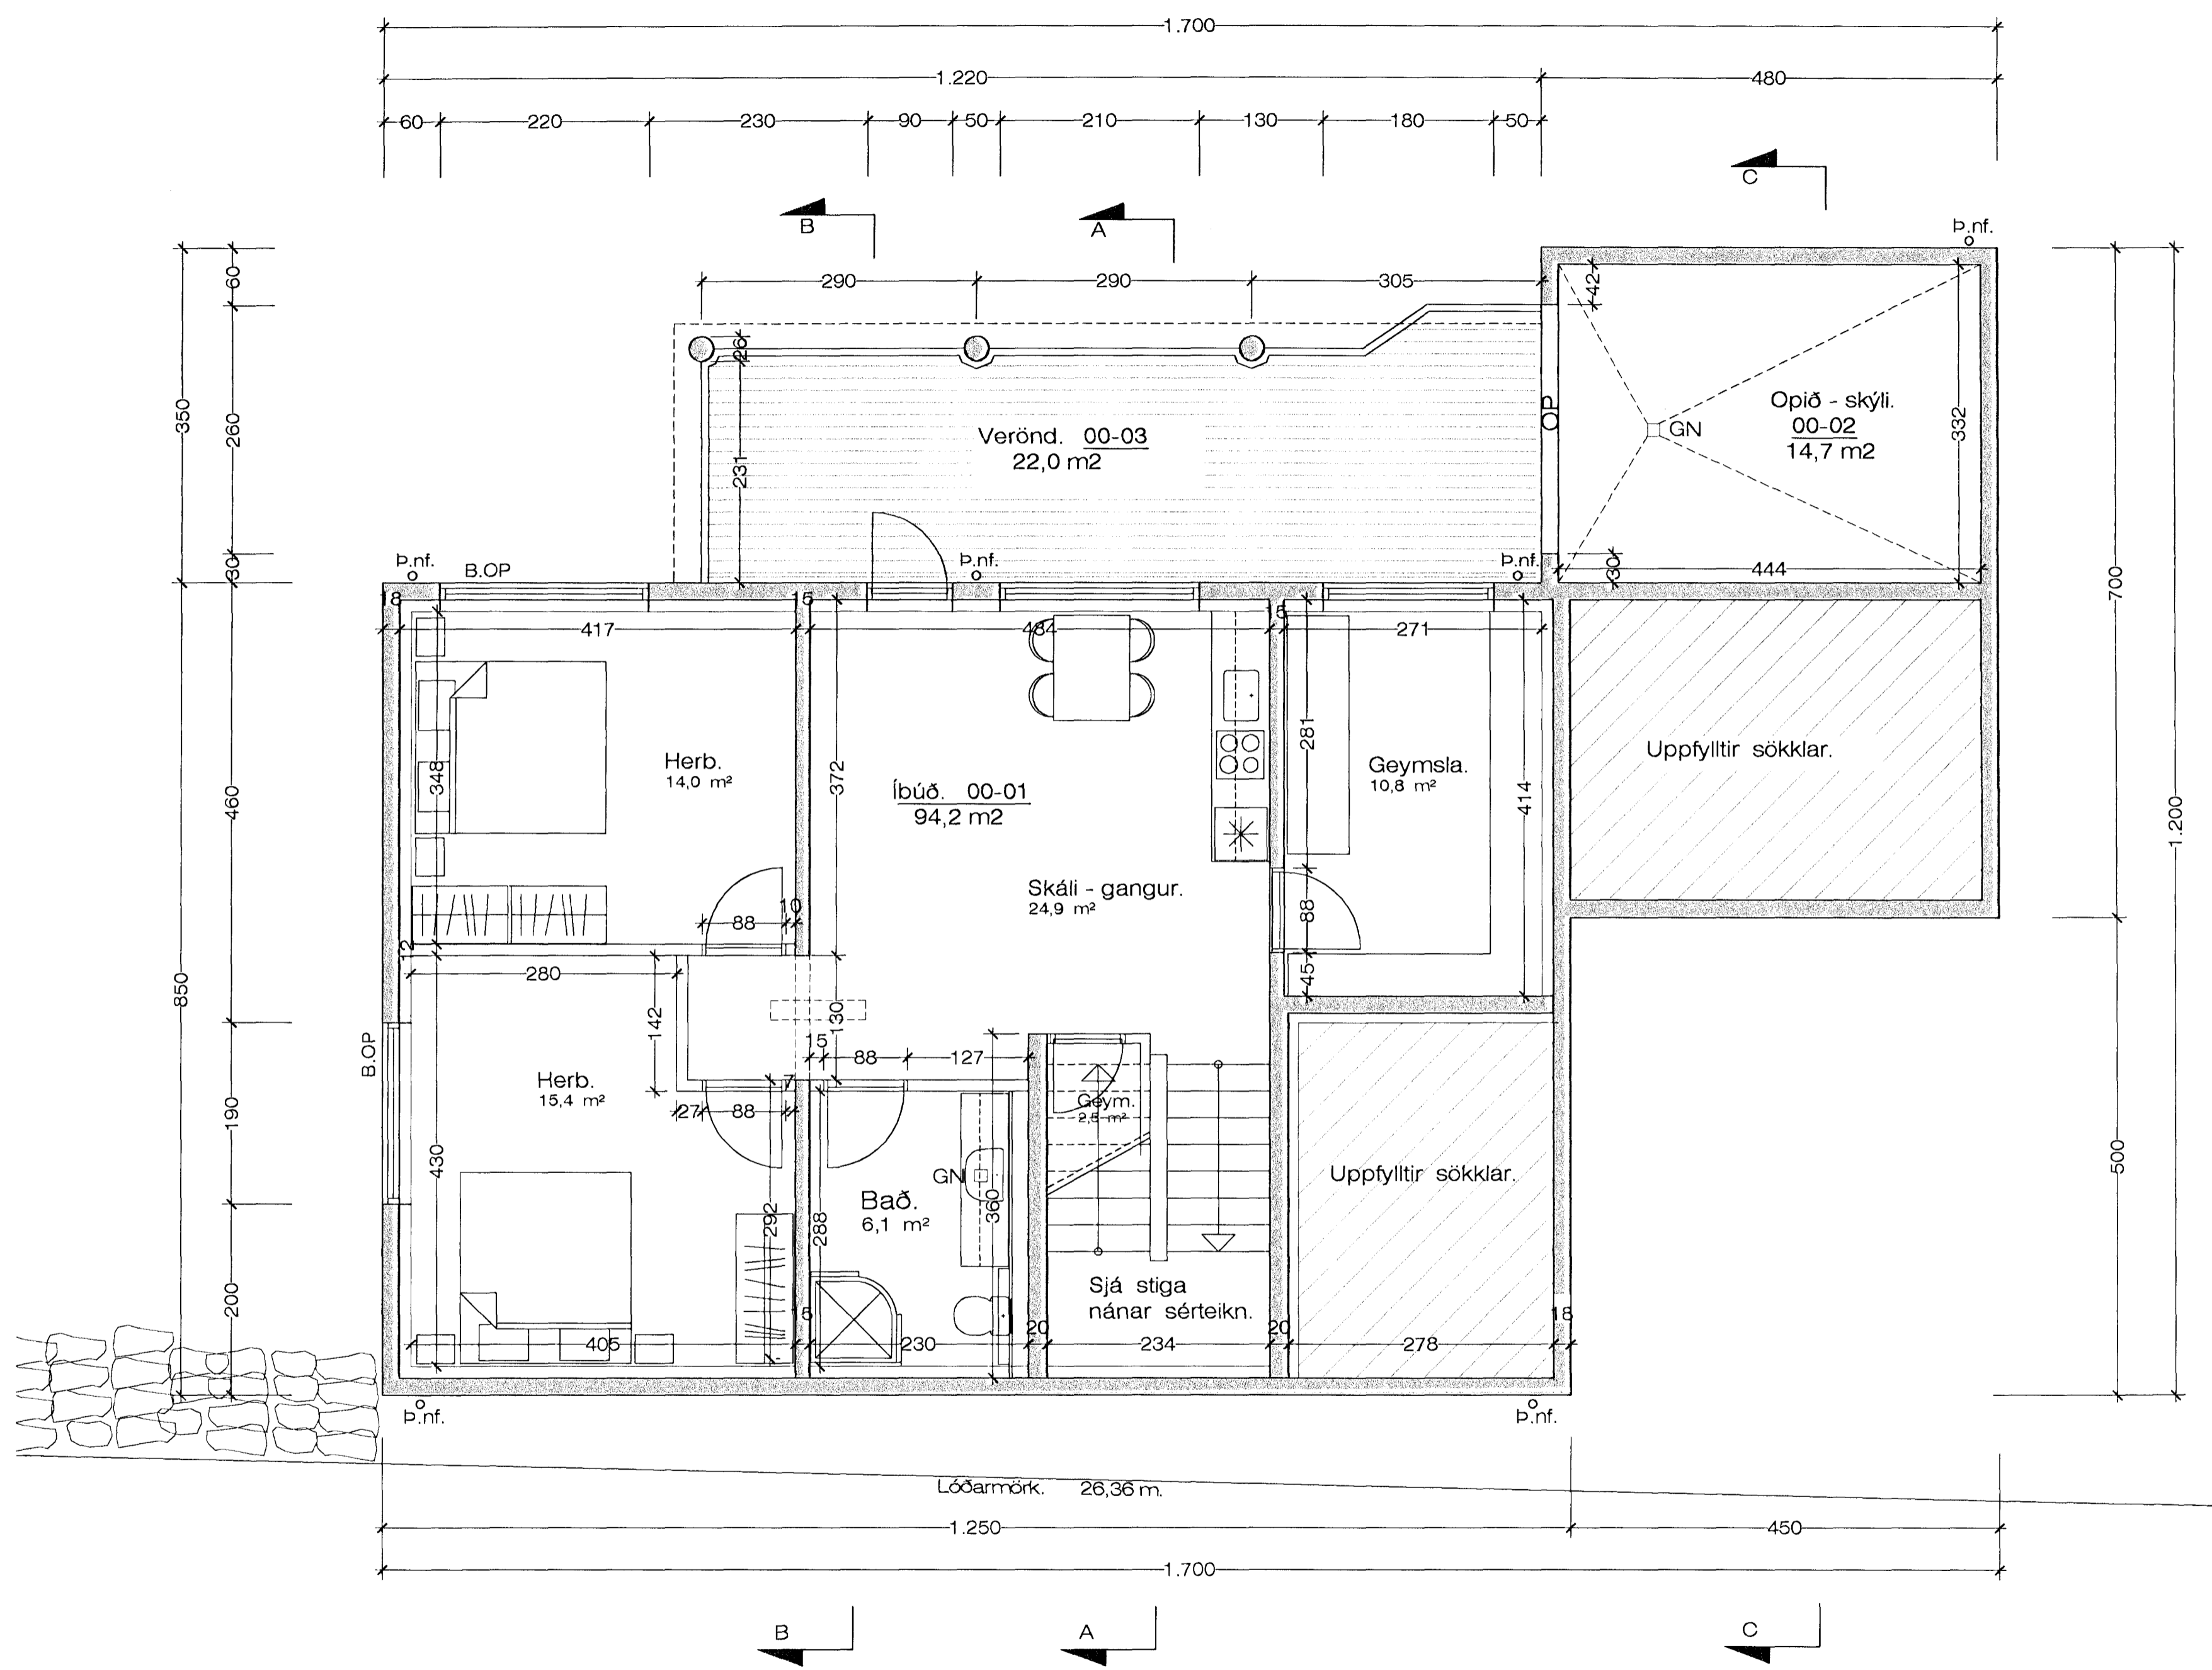 1.700
1.220 480
60 220 230 90 50 210 130 180 50
C
B A
Þ.nf.
290 290 305
60
42
26
350
260
231
30
Verönd. 00-03
22,0 m2
OP
GN
Opið - skýli.
00-02
14,7 m2
332
30
444
Þ.nf. B.OP Þ.nf. Þ.nf.
18 417 15 484 15 271
700
1.200
348
372
281
414
460
Herb.
14,0 m²
Íbúð. 00-01
94,2 m2
Geymsla.
10,8 m²
Uppfylltir sökklar.
Skáli - gangur.
24,9 m²
88 10
88
45
12
280
850
142
130
B.OP
15 88 127
Herb.
15,4 m²
7
27 88
Geym.
2,5 m²
190
430
500
GN
360
Bað.
6,1 m²
292
288
Uppfylltir sökklar.
200
Sjá stiga
nánar sérteikn.
15 20 20 18
405 230 234 278
Þ.nf. Þ.nf.
Lóðarmörk. 26,36 m.
1.250 450
1.700
B A C